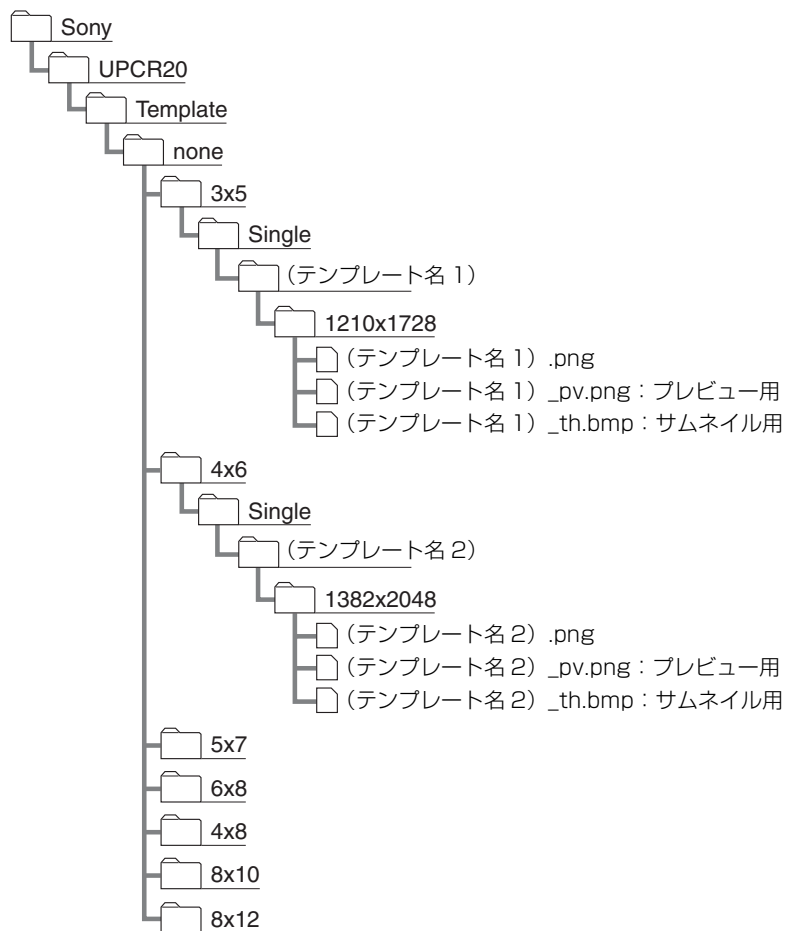 Sony
UPCR20
Template
none
3x5
Single
（テンプレート名 1）
1210x1728
（テンプレート名 1）.png
（テンプレート名 1）_pv.png：プレビュー用
（テンプレート名 1）_th.bmp：サムネイル用
4x6
Single
（テンプレート名 2）
1382x2048
（テンプレート名 2）.png
（テンプレート名 2）_pv.png：プレビュー用
（テンプレート名 2）_th.bmp：サムネイル用
5x7
6x8
4x8
8x10
8x12